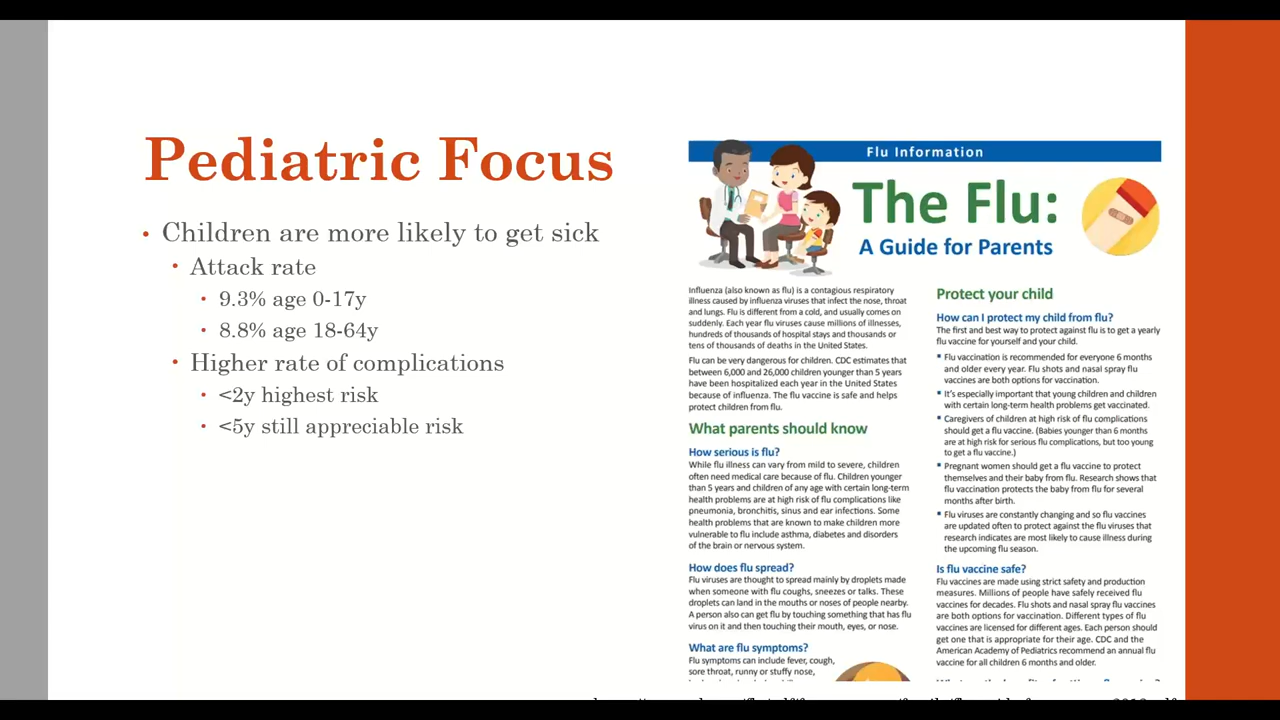 Pediatric Focus
• Children are more likely to get sick
• Attack rate
• 9.3% age 0-17y
• 8.8% age 18-64y
• Higher rate of complications
• <2y highest risk
• <5y still appreciable risk
Flu Information
The Flu:
A Guide for Parents
Influenza (also known as flu) is a contagious respiratory
illness caused by influenza viruses that infect the nose, throat
and lungs. Flu is different from a cold, and usually comes on
suddenly. Each year flu viruses cause millions of illnesses,
hundreds of thousands of hospital stays and thousands or
tens of thousands of deaths in the United States.
Flu can be very dangerous for children. CDC estimates that
between 6,000 and 26,000 children younger than 5 years
have been hospitalized each year in the United States
because of influenza. The flu vaccine is safe and helps
protect children from flu.
What parents should know
How serious is flu?
While flu illness can vary from mild to severe, children
often need medical care because of flu. Children younger
than 5 years and children of any age with certain long-term
health problems are at high risk of flu complications like
pneumonia, bronchitis, sinus and ear infections. Some
health problems that are known to make children more
vulnerable to flu include asthma, diabetes and disorders
of the brain or nervous system.
How does flu spread?
Flu viruses are thought to spread mainly by droplets made
when someone with flu coughs, sneezes or talks. These
droplets can land in the mouths or noses of people nearby.
A person also can get flu by touching something that has flu
virus on it and then touching their mouth, eyes, or nose.
What are flu symptoms?
Flu symptoms can include fever, cough,
sore throat, runny or stuffy nose,
Protect your child
How can I protect my child from flu?
The first and best way to protect against flu is to get a yearly
flu vaccine for yourself and your child.
▪ Flu vaccination is recommended for everyone 6 months
and older every year. Flu shots and nasal spray flu
vaccines are both options for vaccination.
▪ It's especially important that young children and children
with certain long-term health problems get vaccinated.
▪ Caregivers of children at high risk of flu complications
should get a flu vaccine. (Babies younger than 6 months
are at high risk for serious flu complications, but too young
to get a flu vaccine.)
▪ Pregnant women should get a flu vaccine to protect
themselves and their baby from flu. Research shows that
flu vaccination protects the baby from flu for several
months after birth.
▪ Flu viruses are constantly changing and so flu vaccines
are updated often to protect against the flu viruses that
research indicates are most likely to cause illness during
the upcoming flu season.
Is flu vaccine safe?
Flu vaccines are made using strict safety and production
measures. Millions of people have safely received flu
vaccines for decades. Flu shots and nasal spray flu vaccines
are both options for vaccination. Different types of flu
vaccines are licensed for different ages. Each person should
get one that is appropriate for their age. CDC and the
American Academy of Pediatrics recommend an annual flu
vaccine for all children 6 months and older.